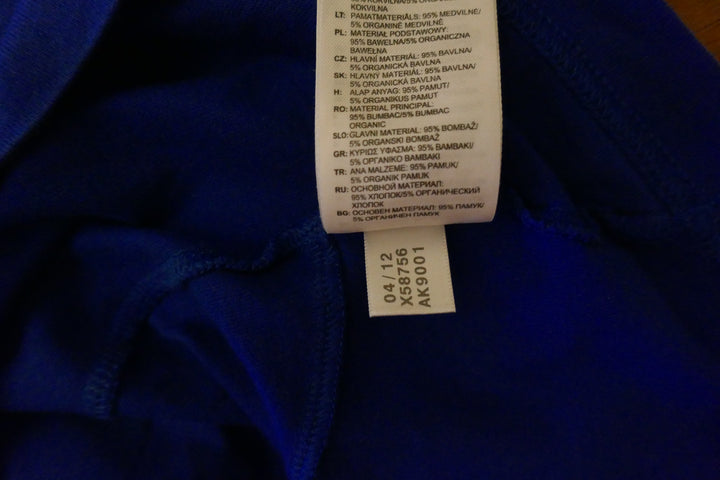 KOKVILNA
LT: PAMATMATERIÁLS: 95% MEDVILNĖ/
5% ORGANINĖ MEDVILNĖ
PL: MATERIAŁ PODSTAWOWY:
95% BAWEŁNA/5% ORGANICZNA
BAWEŁNA
CZ: HLAVNÍ MATERIÁL: 95% BAVLNA/
5% ORGANICKÁ BAVLNA
SK: HLAVNÝ MATERIÁL: 95% BAVLNA/
5% ORGANICKÁ BAVLNA
H: ALAP ANYAG: 95% PAMUT/
5% ORGANIKUS PAMUT
RO: MATERIAL PRINCIPAL:
95% BUMBAC/5% BUMBAC
ORGANIC
SLO: GLAVNI MATERIAL: 95% BOMBAŽ/
5% ORGANSKI BOMBAŽ
GR: ΚΥΡΙΩΣ ΥΦΑΣΜΑ: 95% ΒΑΜΒΑΚΙ/
5% ΟΡΓΑΝΙΚΟ ΒΑΜΒΑΚΙ
TR: ANA MALZEME: 95% PAMUK/
5% ORGANIK PAMUK
RU: ОСНОВНОЙ МАТЕРИАЛ:
95% ХЛОПОК/5% ОРГАНИЧЕСКИЙ
ХЛОПОК
BG: ОСНОВЕН МАТЕРИАЛ: 95% ПАМУК/
5% ОРГАНИЧЕН ПАМУК
04/12
X58756
AK9001